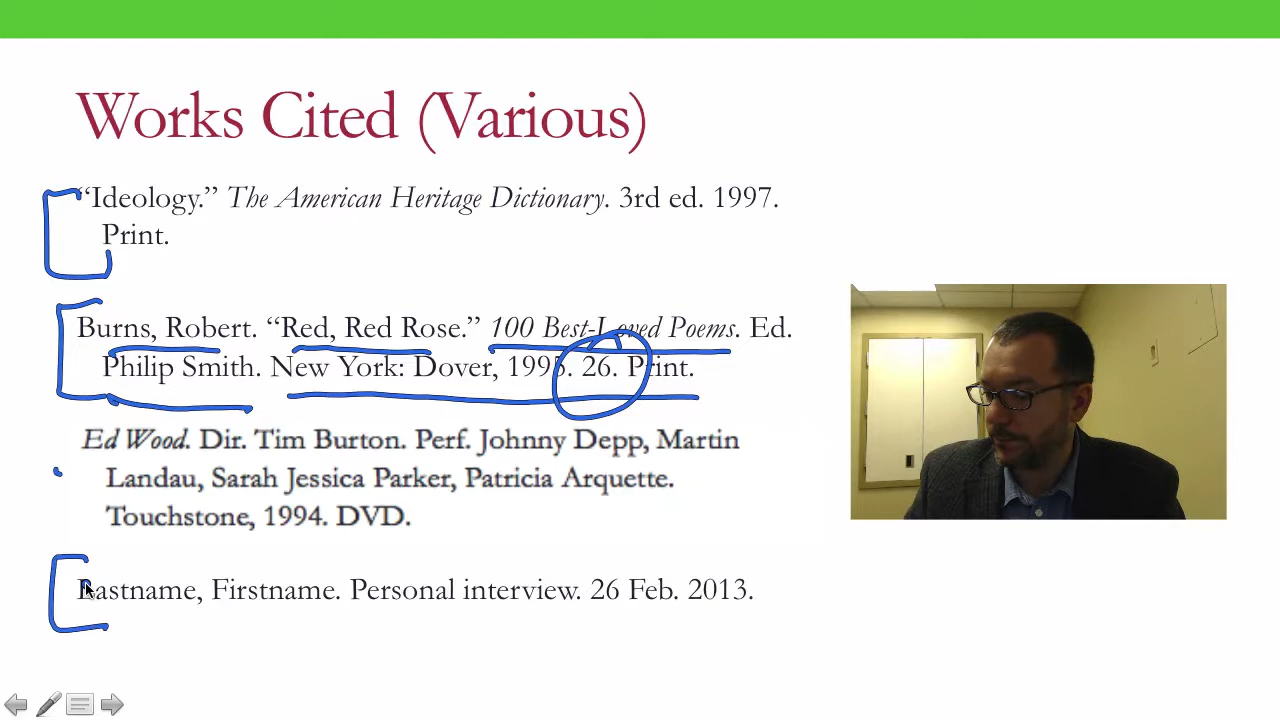 Works Cited (Various)
“Ideology.” The American Heritage Dictionary. 3rd ed. 1997.
Print.
Burns, Robert. “Red, Red Rose.” 100 Best-Loved Poems. Ed.
Philip Smith. New York: Dover, 1995. 26. Print.
Ed Wood. Dir. Tim Burton. Perf. Johnny Depp, Martin
Landau, Sarah Jessica Parker, Patricia Arquette.
Touchstone, 1994. DVD.
Lastname, Firstname. Personal interview. 26 Feb. 2013.